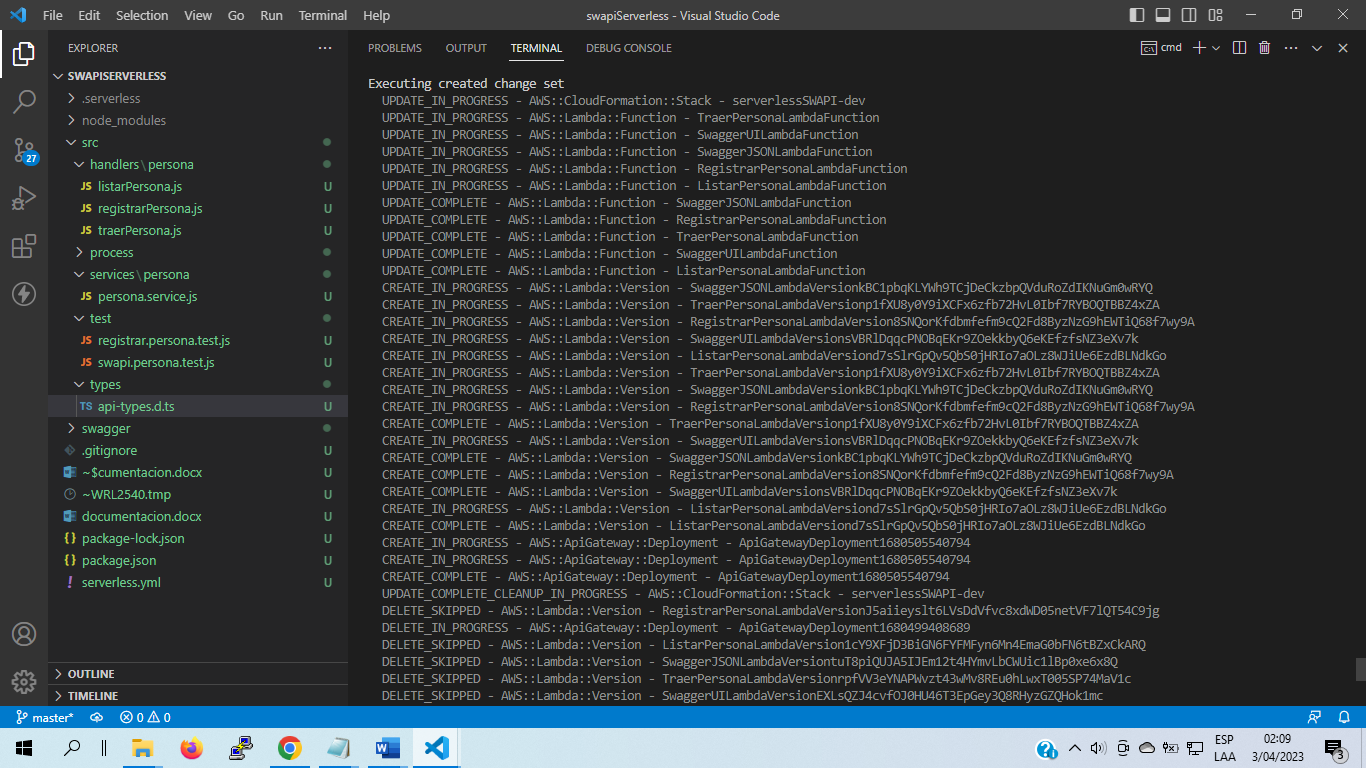 File Edit Selection View Go Run Terminal Help
swapiServerless - Visual Studio Code
EXPLORER
SWAPISERVERLESS
.serverless
node_modules
src
handlers\persona
JS listarPersona.js U
JS registrarPersona.js U
JS traerPersona.js U
process
services\persona
JS persona.service.js U
test
JS registrar.persona.test.js U
JS swapi.persona.test.js U
types
TS api-types.d.ts U
swagger
.gitignore U
~$cumentacion.docx U
~WRL2540.tmp U
documentacion.docx U
{} package-lock.json U
{} package.json U
! serverless.yml U
OUTLINE
TIMELINE
27
PROBLEMS OUTPUT TERMINAL DEBUG CONSOLE
cmd
Executing created change set
UPDATE_IN_PROGRESS - AWS::CloudFormation::Stack - serverlessSWAPI-dev
UPDATE_IN_PROGRESS - AWS::Lambda::Function - TraerPersonaLambdaFunction
UPDATE_IN_PROGRESS - AWS::Lambda::Function - SwaggerUILambdaFunction
UPDATE_IN_PROGRESS - AWS::Lambda::Function - SwaggerJSONLambdaFunction
UPDATE_IN_PROGRESS - AWS::Lambda::Function - RegistrarPersonaLambdaFunction
UPDATE_IN_PROGRESS - AWS::Lambda::Function - ListarPersonaLambdaFunction
UPDATE_COMPLETE - AWS::Lambda::Function - SwaggerJSONLambdaFunction
UPDATE_COMPLETE - AWS::Lambda::Function - RegistrarPersonaLambdaFunction
UPDATE_COMPLETE - AWS::Lambda::Function - TraerPersonaLambdaFunction
UPDATE_COMPLETE - AWS::Lambda::Function - SwaggerUILambdaFunction
UPDATE_COMPLETE - AWS::Lambda::Function - ListarPersonaLambdaFunction
CREATE_IN_PROGRESS - AWS::Lambda::Version - SwaggerJSONLambdaVersionkBC1pbqKLYWh9TCjDeCkzbpQVduRoZdIKNuGm0wRYQ
CREATE_IN_PROGRESS - AWS::Lambda::Version - TraerPersonaLambdaVersionp1fXU8y0Y9iXCFx6zfb72HvL0Ibf7RYBOQTBBZ4xZA
CREATE_IN_PROGRESS - AWS::Lambda::Version - RegistrarPersonaLambdaVersion8SNQorKfdbmfefm9cQ2Fd8ByzNzG9hEWTiQ68f7wy9A
CREATE_IN_PROGRESS - AWS::Lambda::Version - SwaggerUILambdaVersionsVBRlDqqcPNOBqEKr9ZOekkbyQ6eKEfzfsNZ3eXv7k
CREATE_IN_PROGRESS - AWS::Lambda::Version - ListarPersonaLambdaVersiond7sSlrGpQv5QbS0jHRIo7aOLz8WJiUe6EzdBLNdkGo
CREATE_IN_PROGRESS - AWS::Lambda::Version - TraerPersonaLambdaVersionp1fXU8y0Y9iXCFx6zfb72HvL0Ibf7RYBOQTBBZ4xZA
CREATE_IN_PROGRESS - AWS::Lambda::Version - SwaggerJSONLambdaVersionkBC1pbqKLYWh9TCjDeCkzbpQVduRoZdIKNuGm0wRYQ
CREATE_IN_PROGRESS - AWS::Lambda::Version - RegistrarPersonaLambdaVersion8SNQorKfdbmfefm9cQ2Fd8ByzNzG9hEWTiQ68f7wy9A
CREATE_COMPLETE - AWS::Lambda::Version - TraerPersonaLambdaVersionp1fXU8y0Y9iXCFx6zfb72HvL0Ibf7RYBOQTBBZ4xZA
CREATE_IN_PROGRESS - AWS::Lambda::Version - SwaggerUILambdaVersionsVBRlDqqcPNOBqEKr9ZOekkbyQ6eKEfzfsNZ3eXv7k
CREATE_COMPLETE - AWS::Lambda::Version - SwaggerJSONLambdaVersionkBC1pbqKLYWh9TCjDeCkzbpQVduRoZdIKNuGm0wRYQ
CREATE_COMPLETE - AWS::Lambda::Version - RegistrarPersonaLambdaVersion8SNQorKfdbmfefm9cQ2Fd8ByzNzG9hEWTiQ68f7wy9A
CREATE_COMPLETE - AWS::Lambda::Version - SwaggerUILambdaVersionsVBRlDqqcPNOBqEKr9ZOekkbyQ6eKEfzfsNZ3eXv7k
CREATE_IN_PROGRESS - AWS::Lambda::Version - ListarPersonaLambdaVersiond7sSlrGpQv5QbS0jHRIo7aOLz8WJiUe6EzdBLNdkGo
CREATE_COMPLETE - AWS::Lambda::Version - ListarPersonaLambdaVersiond7sSlrGpQv5QbS0jHRIo7aOLz8WJiUe6EzdBLNdkGo
CREATE_IN_PROGRESS - AWS::ApiGateway::Deployment - ApiGatewayDeployment1680505540794
CREATE_IN_PROGRESS - AWS::ApiGateway::Deployment - ApiGatewayDeployment1680505540794
CREATE_COMPLETE - AWS::ApiGateway::Deployment - ApiGatewayDeployment1680505540794
UPDATE_COMPLETE_CLEANUP_IN_PROGRESS - AWS::CloudFormation::Stack - serverlessSWAPI-dev
DELETE_SKIPPED - AWS::Lambda::Version - RegistrarPersonaLambdaVersionJ5aiieyslt6LVsDdVfvc8xdWD05netVF7lQT54C9jg
DELETE_IN_PROGRESS - AWS::ApiGateway::Deployment - ApiGatewayDeployment1680499408689
DELETE_SKIPPED - AWS::Lambda::Version - ListarPersonaLambdaVersion1cY9XFjD3BiGN6FYFMFyn6Mn4EmaG0bFN6tBZxCkARQ
DELETE_SKIPPED - AWS::Lambda::Version - SwaggerJSONLambdaVersiontuT8piQUJA5IJEm12t4HYmvLbCWUic1lBp0xe6x8Q
DELETE_SKIPPED - AWS::Lambda::Version - TraerPersonaLambdaVersionrpfVV3eYNAPWvzt43wMv8REu0hLwxT005SP74MaV1c
DELETE_SKIPPED - AWS::Lambda::Version - SwaggerUILambdaVersionEXLsQZJ4cvfOJ0HU46T3EpGey3Q8RHyzGZQHok1mc
master* 0 0
ESP
LAA
02:09
3/04/2023
3